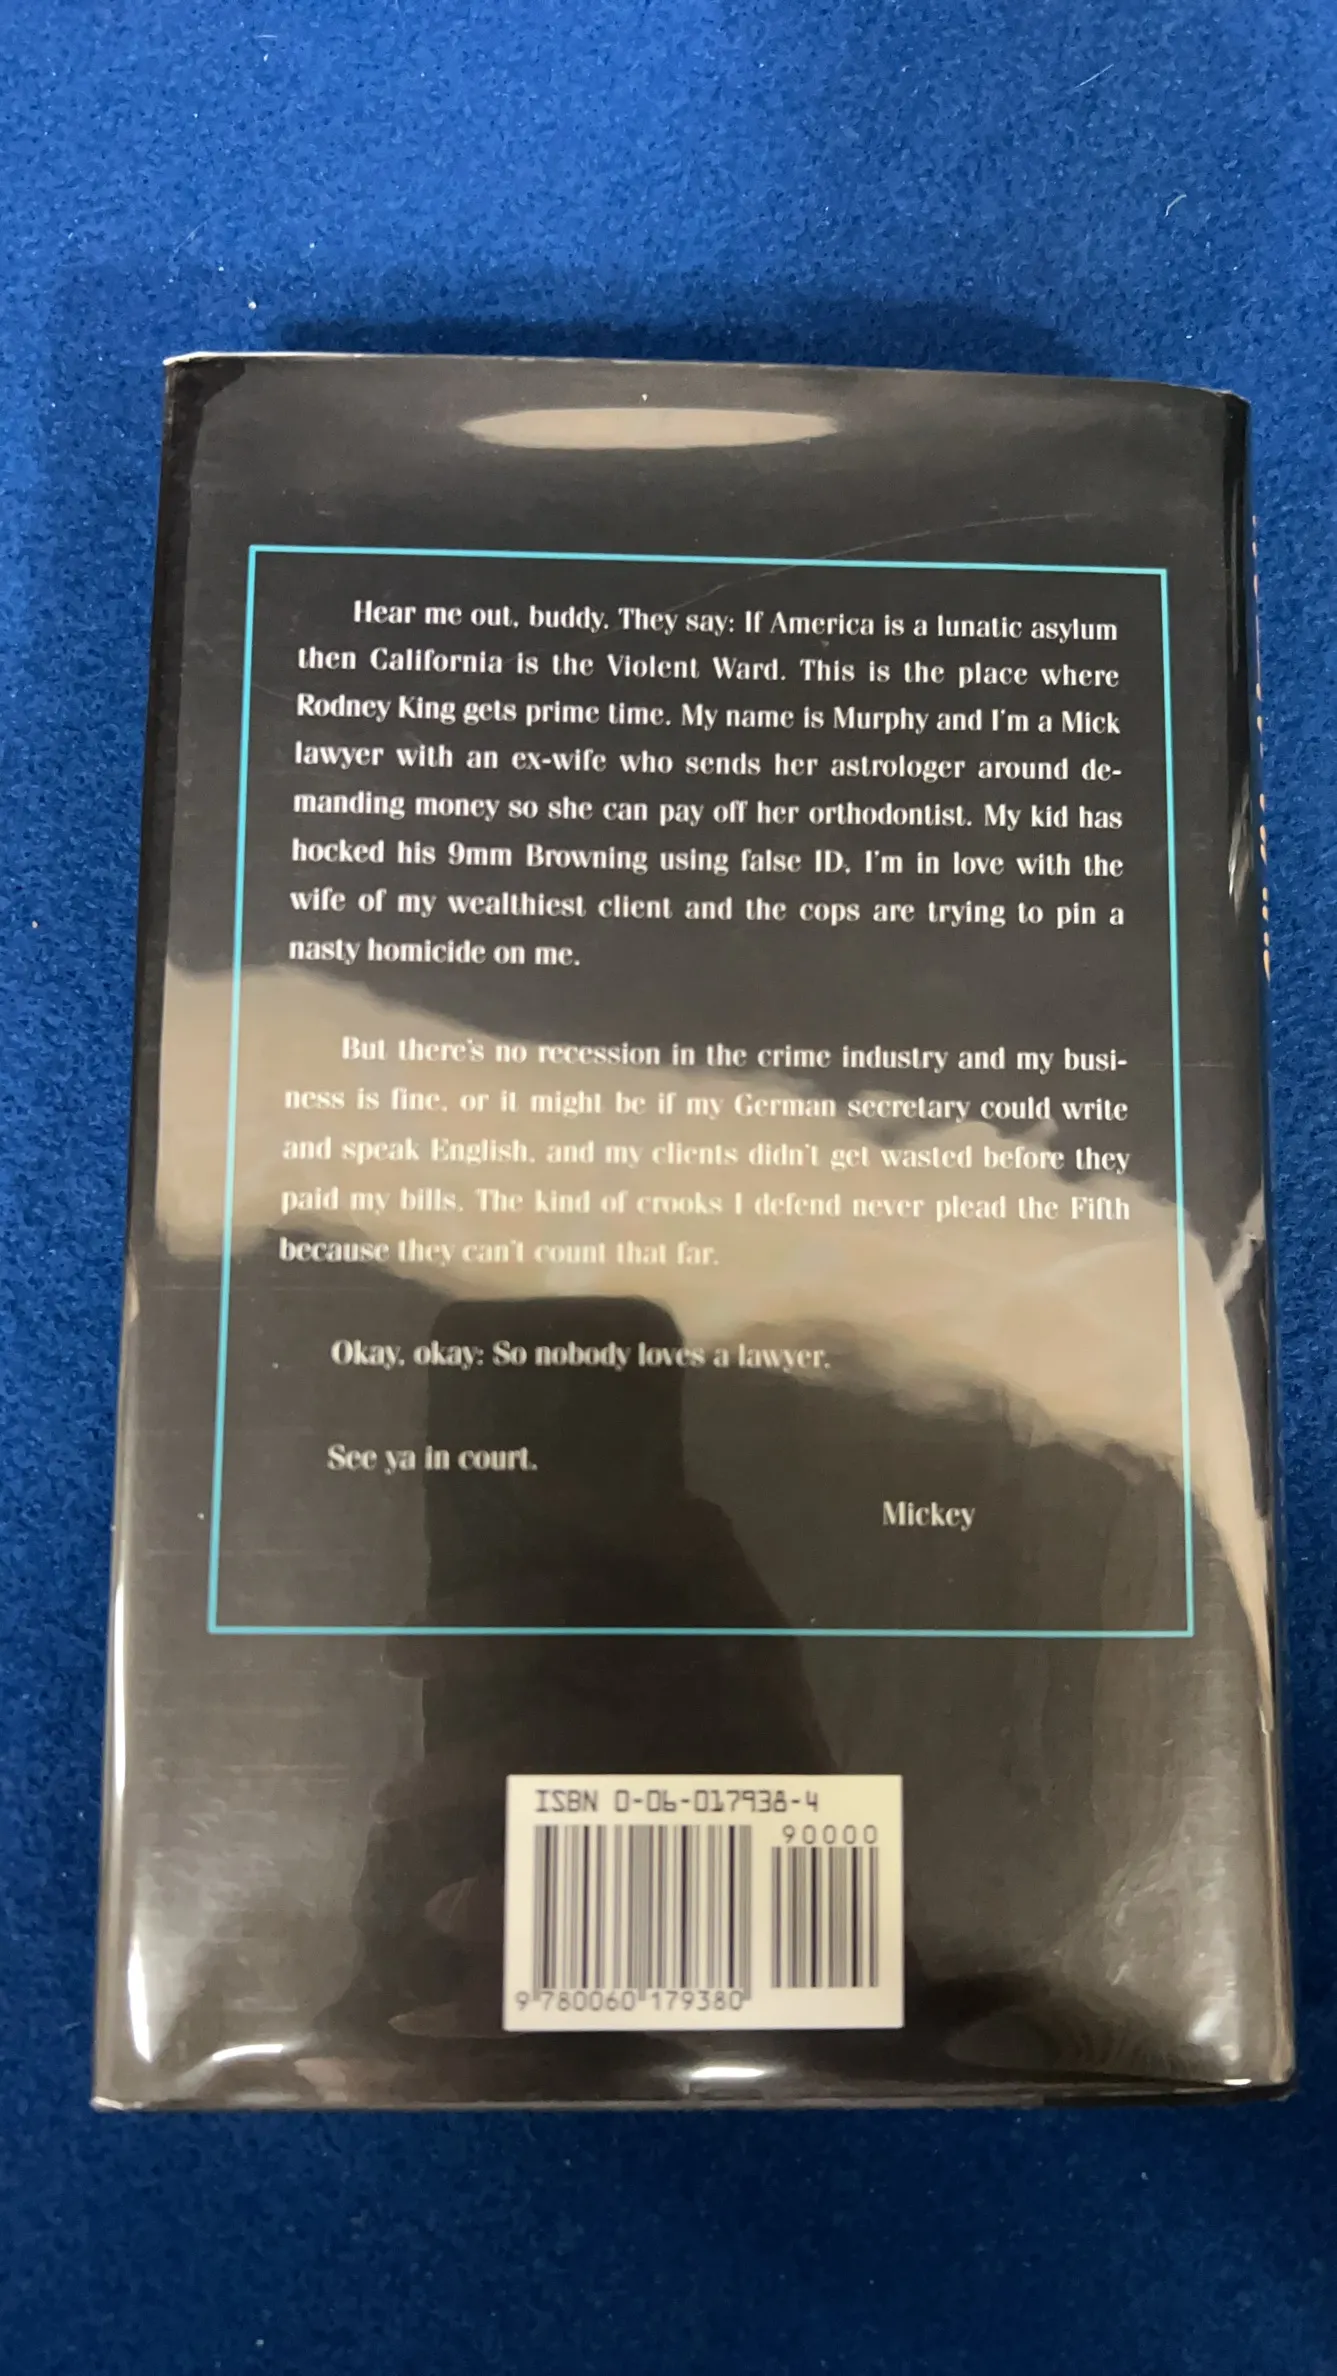 Hear me out, buddy. They say: If America is a lunatic asylum
then California is the Violent Ward. This is the place where
Rodney King gets prime time. My name is Murphy and I'm a Mick
lawyer with an ex-wife who sends her astrologer around de-
manding money so she can pay off her orthodontist. My kid has
hocked his 9mm Browning using false ID, I'm in love with the
wife of my wealthiest client and the cops are trying to pin a
nasty homicide on me.
But there's no recession in the crime industry and my busi-
ness is fine, or it might be if my German secretary could write
and speak English, and my clients didn't get wasted before they
paid my bills. The kind of crooks I defend never plead the Fifth
because they can't count that far.
Okay, okay: So nobody loves a lawyer.
See ya in court.
Mickey
ISBN 0-06-017938-4
90000
9 780060 179380